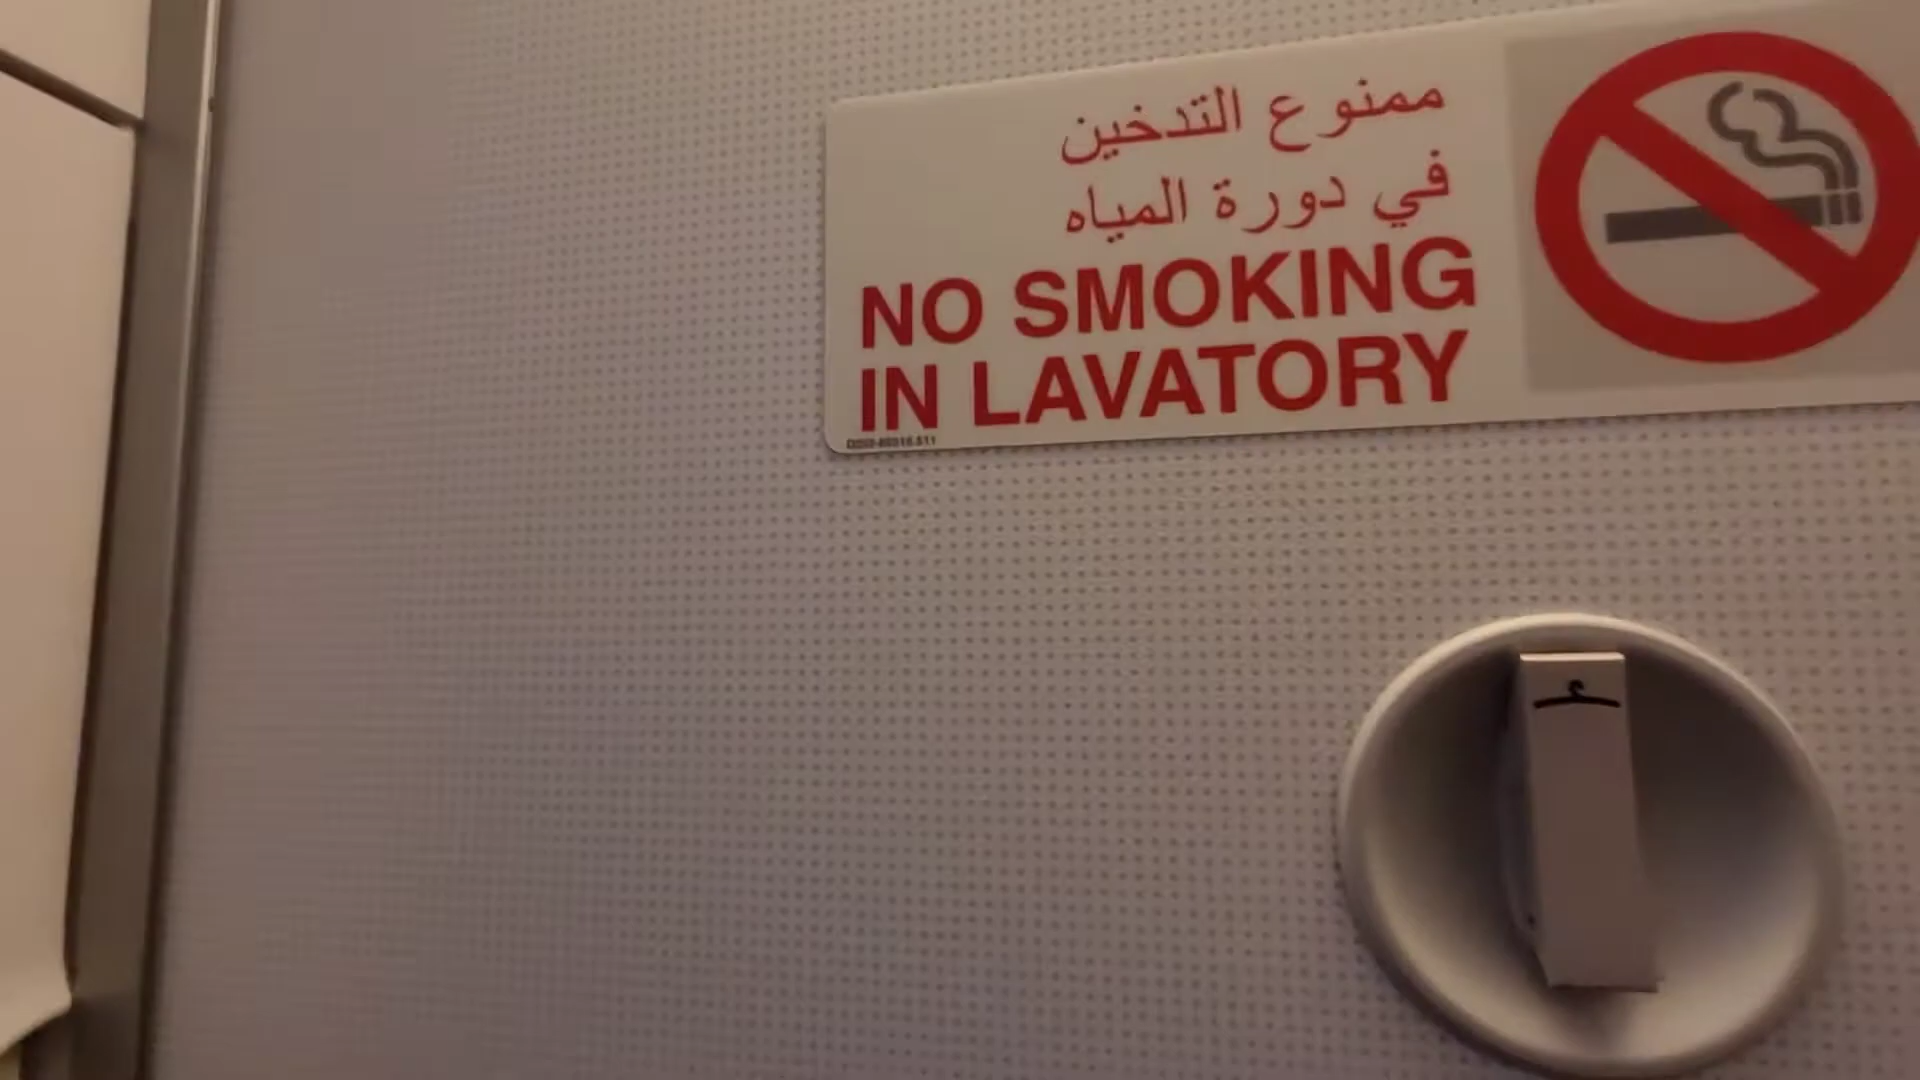 ممنوع التدخين
في دورة المياه
NO SMOKING
IN LAVATORY